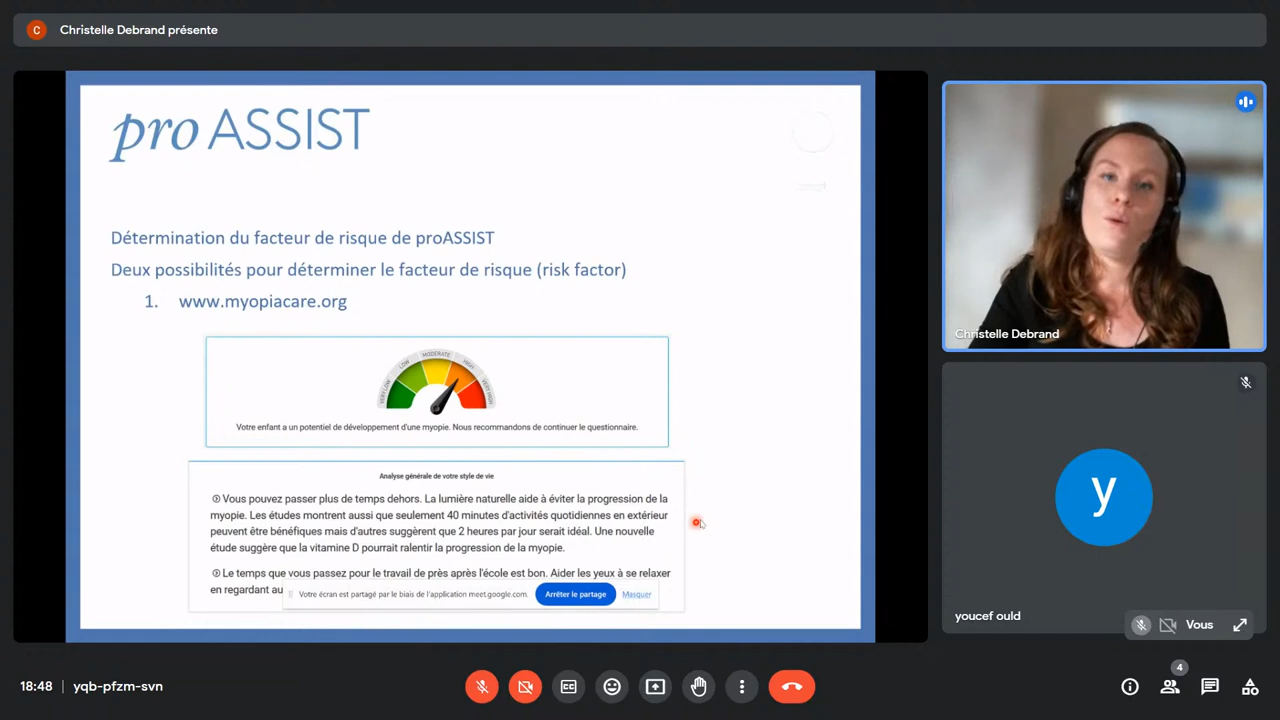 C
Christelle Debrand présente
pro ASSIST
Détermination du facteur de risque de proASSIST
Deux possibilités pour déterminer le facteur de risque (risk factor)
1. www.myopiacare.org
VERY LOW
LOW
MODERATE
HIGH
VERY HIGH
Votre enfant a un potentiel de développement d'une myopie. Nous recommandons de continuer le questionnaire.
Analyse générale de votre style de vie
Vous pouvez passer plus de temps dehors. La lumière naturelle aide à éviter la progression de la
myopie. Les études montrent aussi que seulement 40 minutes d'activités quotidiennes en extérieur
peuvent être bénéfiques mais d'autres suggèrent que 2 heures par jour serait idéal. Une nouvelle
étude suggère que la vitamine D pourrait ralentir la progression de la myopie.
Le temps que vous passez pour le travail de près après l'école est bon. Aider les yeux à se relaxer
en regardant au
Votre écran est partagé par le biais de l'application meet.google.com.
Arrêter le partage
Masquer
Christelle Debrand
y
youcef ould
Vous
18:48 | yqb-pfzm-svn
4